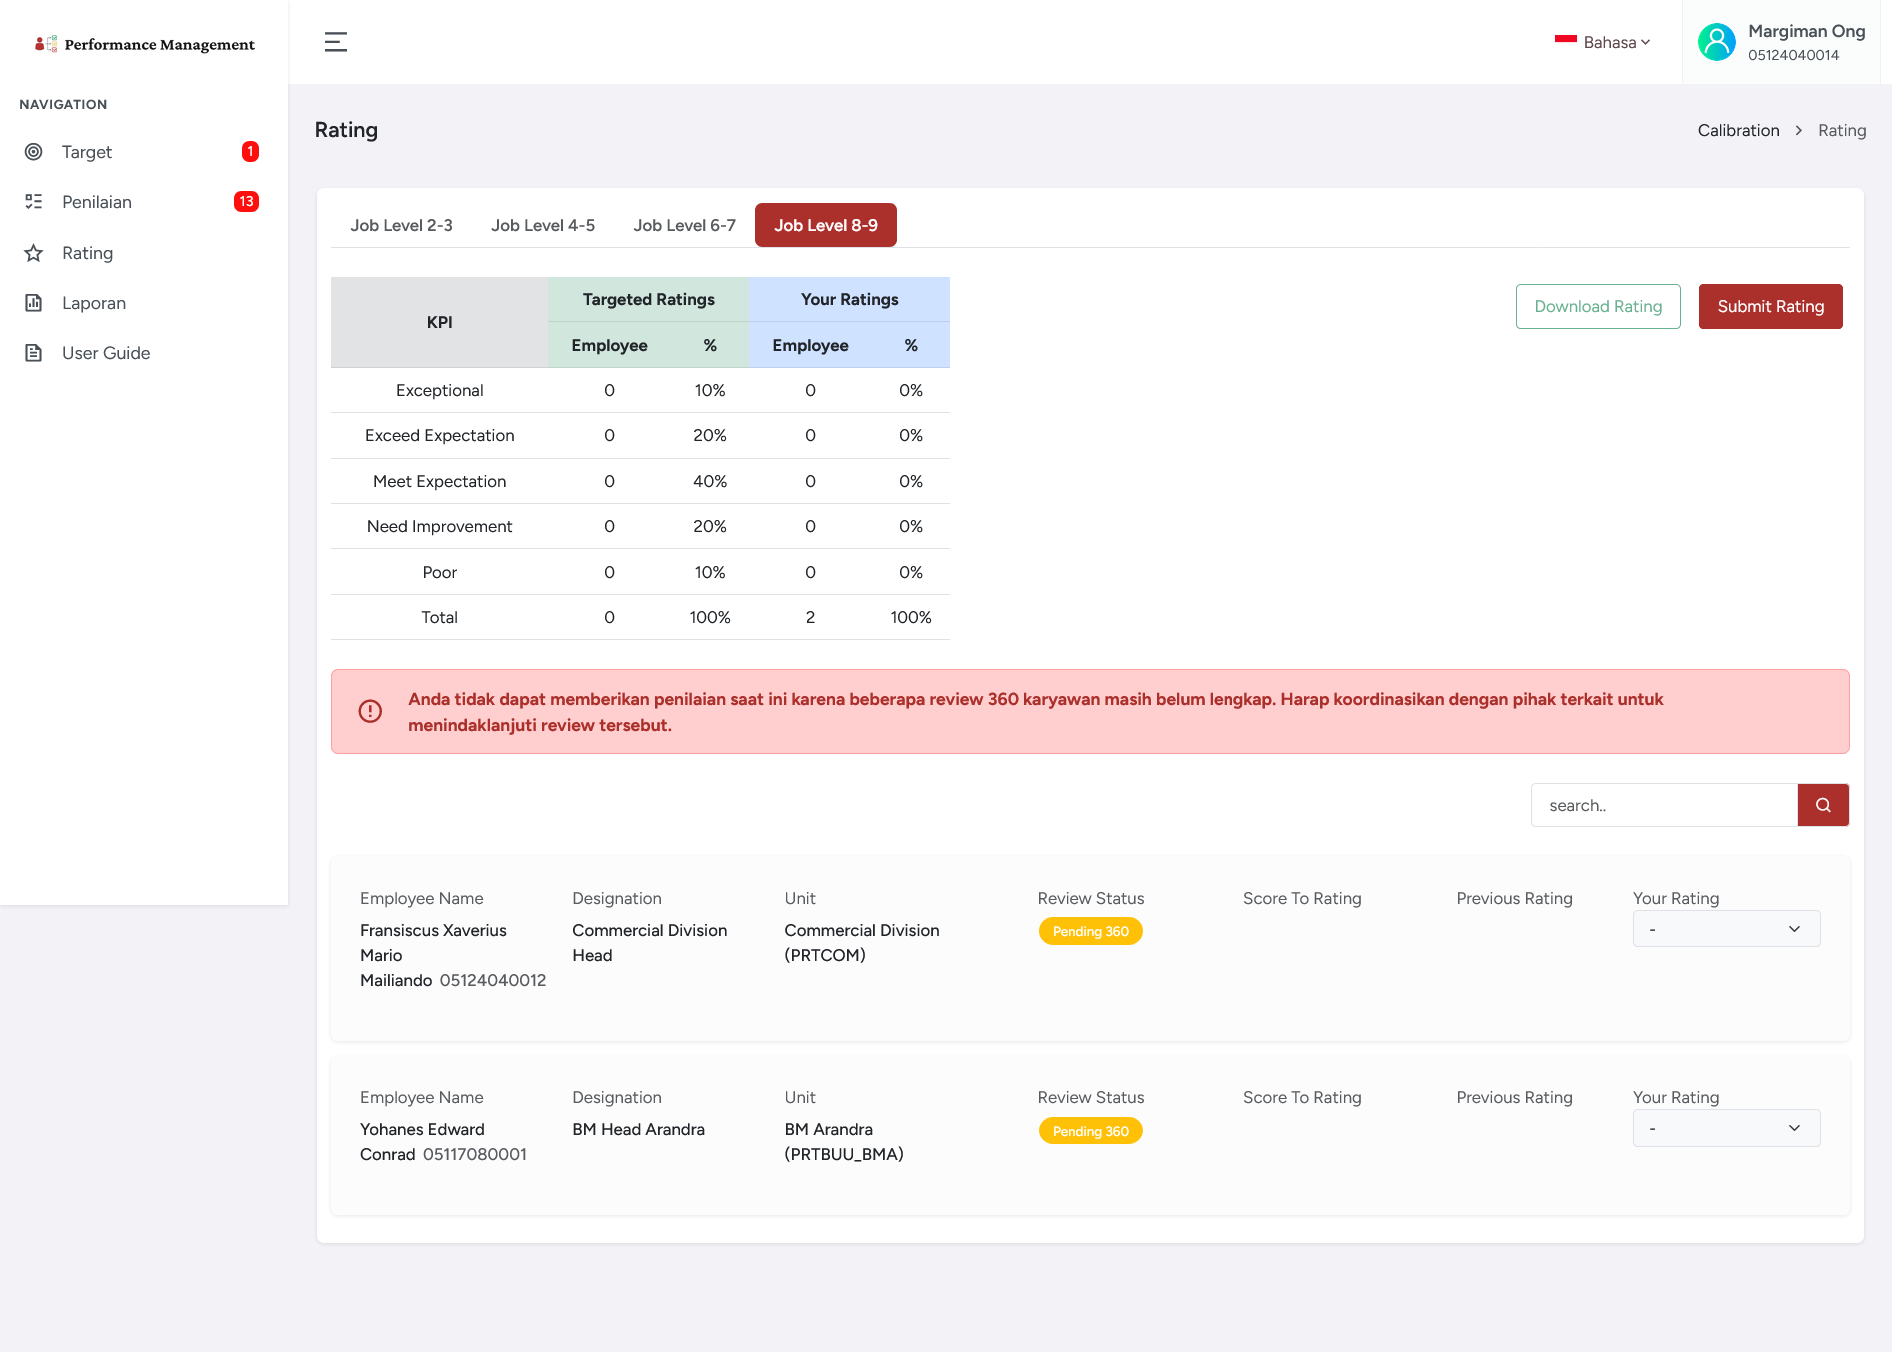 Performance Management
Bahasa
Margiman Ong
05124040014
NAVIGATION
Target 1
Penilaian 13
Rating
Laporan
User Guide
Rating
Calibration > Rating
Job Level 2-3 Job Level 4-5 Job Level 6-7 Job Level 8-9
Download Rating Submit Rating
KPI Targeted Ratings Your Ratings
Employee % Employee %
Exceptional 0 10% 0 0%
Exceed Expectation 0 20% 0 0%
Meet Expectation 0 40% 0 0%
Need Improvement 0 20% 0 0%
Poor 0 10% 0 0%
Total 0 100% 2 100%
Anda tidak dapat memberikan penilaian saat ini karena beberapa review 360 karyawan masih belum lengkap. Harap koordinasikan dengan pihak terkait untuk
menindaklanjuti review tersebut.
search..
Employee Name Designation Unit Review Status Score To Rating Previous Rating Your Rating
Fransiscus Xaverius Commercial Division Commercial Division Pending 360 -
Mario Head (PRTCOM)
Mailiando 05124040012
Employee Name Designation Unit Review Status Score To Rating Previous Rating Your Rating
Yohanes Edward BM Head Arandra BM Arandra Pending 360 -
Conrad 05117080001 (PRTBUU_BMA)